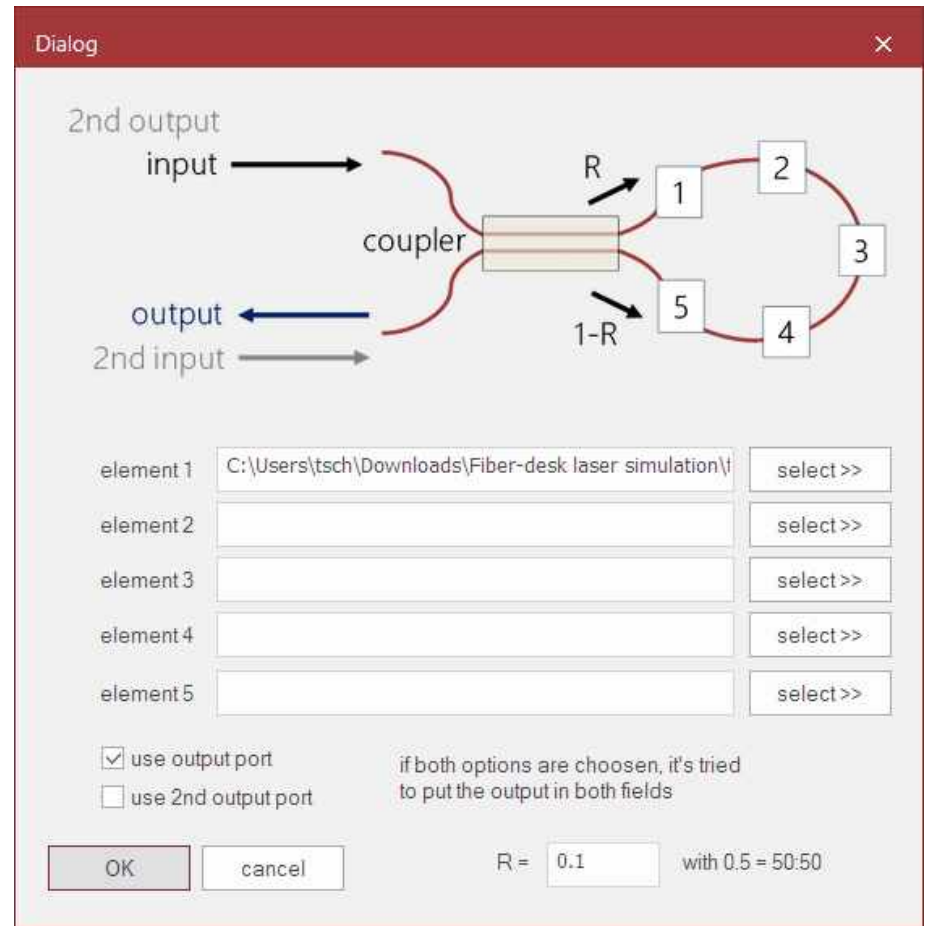 Dialog
2nd output
input
R
1
2
coupler
3
output
5
1-R
4
2nd input
element 1 C:\Users\tsch\Downloads\Fiber-desk laser simulation\f select >>
element 2 select >>
element 3 select >>
element 4 select >>
element 5 select >>
use output port
if both options are choosen, it's tried
use 2nd output port
to put the output in both fields
OK cancel R = 0.1 with 0.5 = 50:50